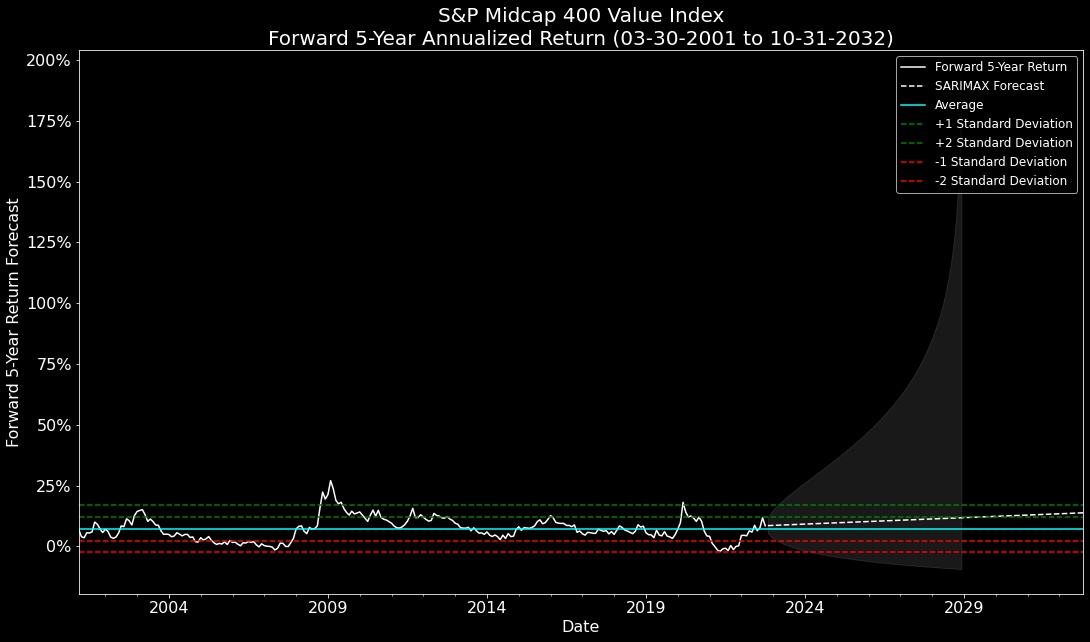 S&P Midcap 400 Value Index
Forward 5-Year Annualized Return (03-30-2001 to 10-31-2032)
Forward 5-Year Return Forecast
200%
175%
150%
125%
100%
75%
50%
25%
0%
Forward 5-Year Return
SARIMAX Forecast
Average
+1 Standard Deviation
+2 Standard Deviation
-1 Standard Deviation
-2 Standard Deviation
2004 2009 2014 2019 2024 2029
Date